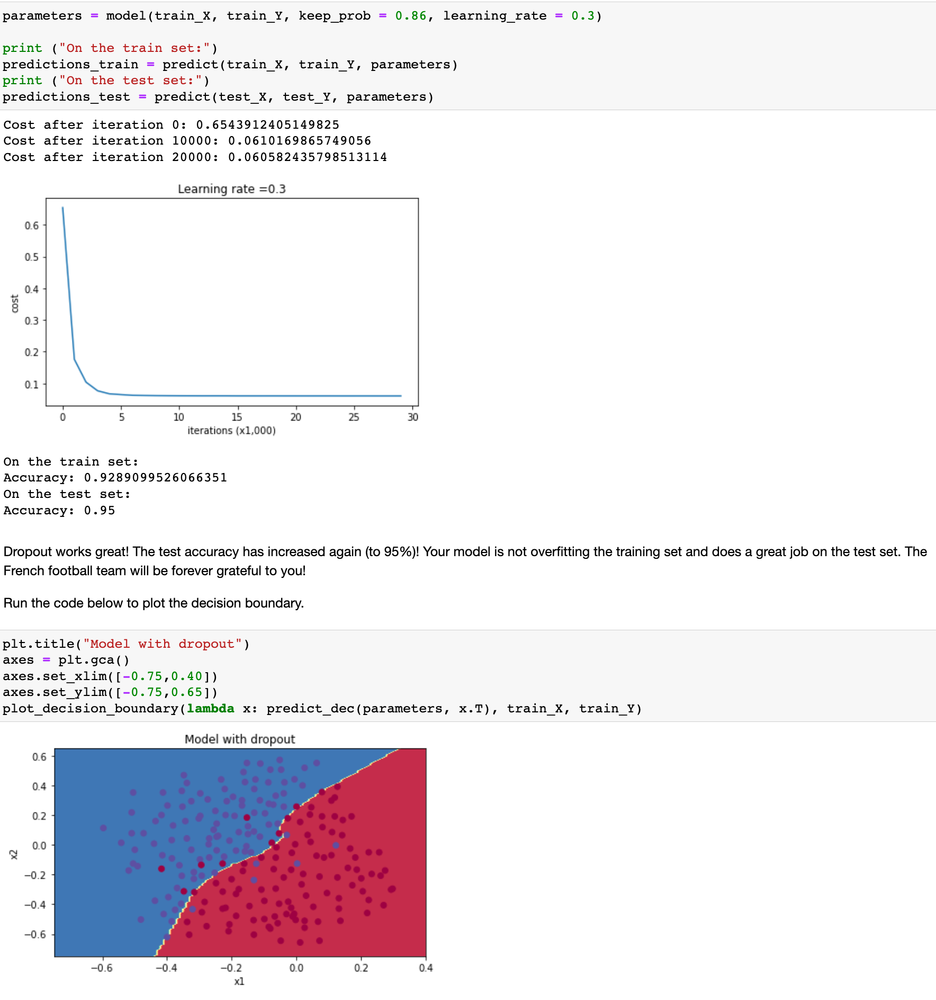 parameters = model(train_X, train_Y, keep_prob = 0.86, learning_rate = 0.3)
print ("On the train set:")
predictions_train = predict(train_X, train_Y, parameters)
print ("On the test set:")
predictions_test = predict(test_X, test_Y, parameters)
Cost after iteration 0: 0.6543912405149825
Cost after iteration 10000: 0.0610169865749056
Cost after iteration 20000: 0.060582435798513114
Learning rate =0.3
0.6
0.5
0.4
0.3
0.2
0.1
cost
0 5 10 15 20 25 30
iterations (x1,000)
On the train set:
Accuracy: 0.9289099526066351
On the test set:
Accuracy: 0.95
Dropout works great! The test accuracy has increased again (to 95%)! Your model is not overfitting the training set and does a great job on the test set. The
French football team will be forever grateful to you!
Run the code below to plot the decision boundary.
plt.title("Model with dropout")
axes = plt.gca()
axes.set_xlim([-0.75,0.40])
axes.set_ylim([-0.75,0.65])
plot_decision_boundary(lambda x: predict_dec(parameters, x.T), train_X, train_Y)
Model with dropout
0.6
0.4
0.2
0.0
−0.2
−0.4
−0.6
x2
−0.6 −0.4 −0.2 0.0 0.2 0.4
x1